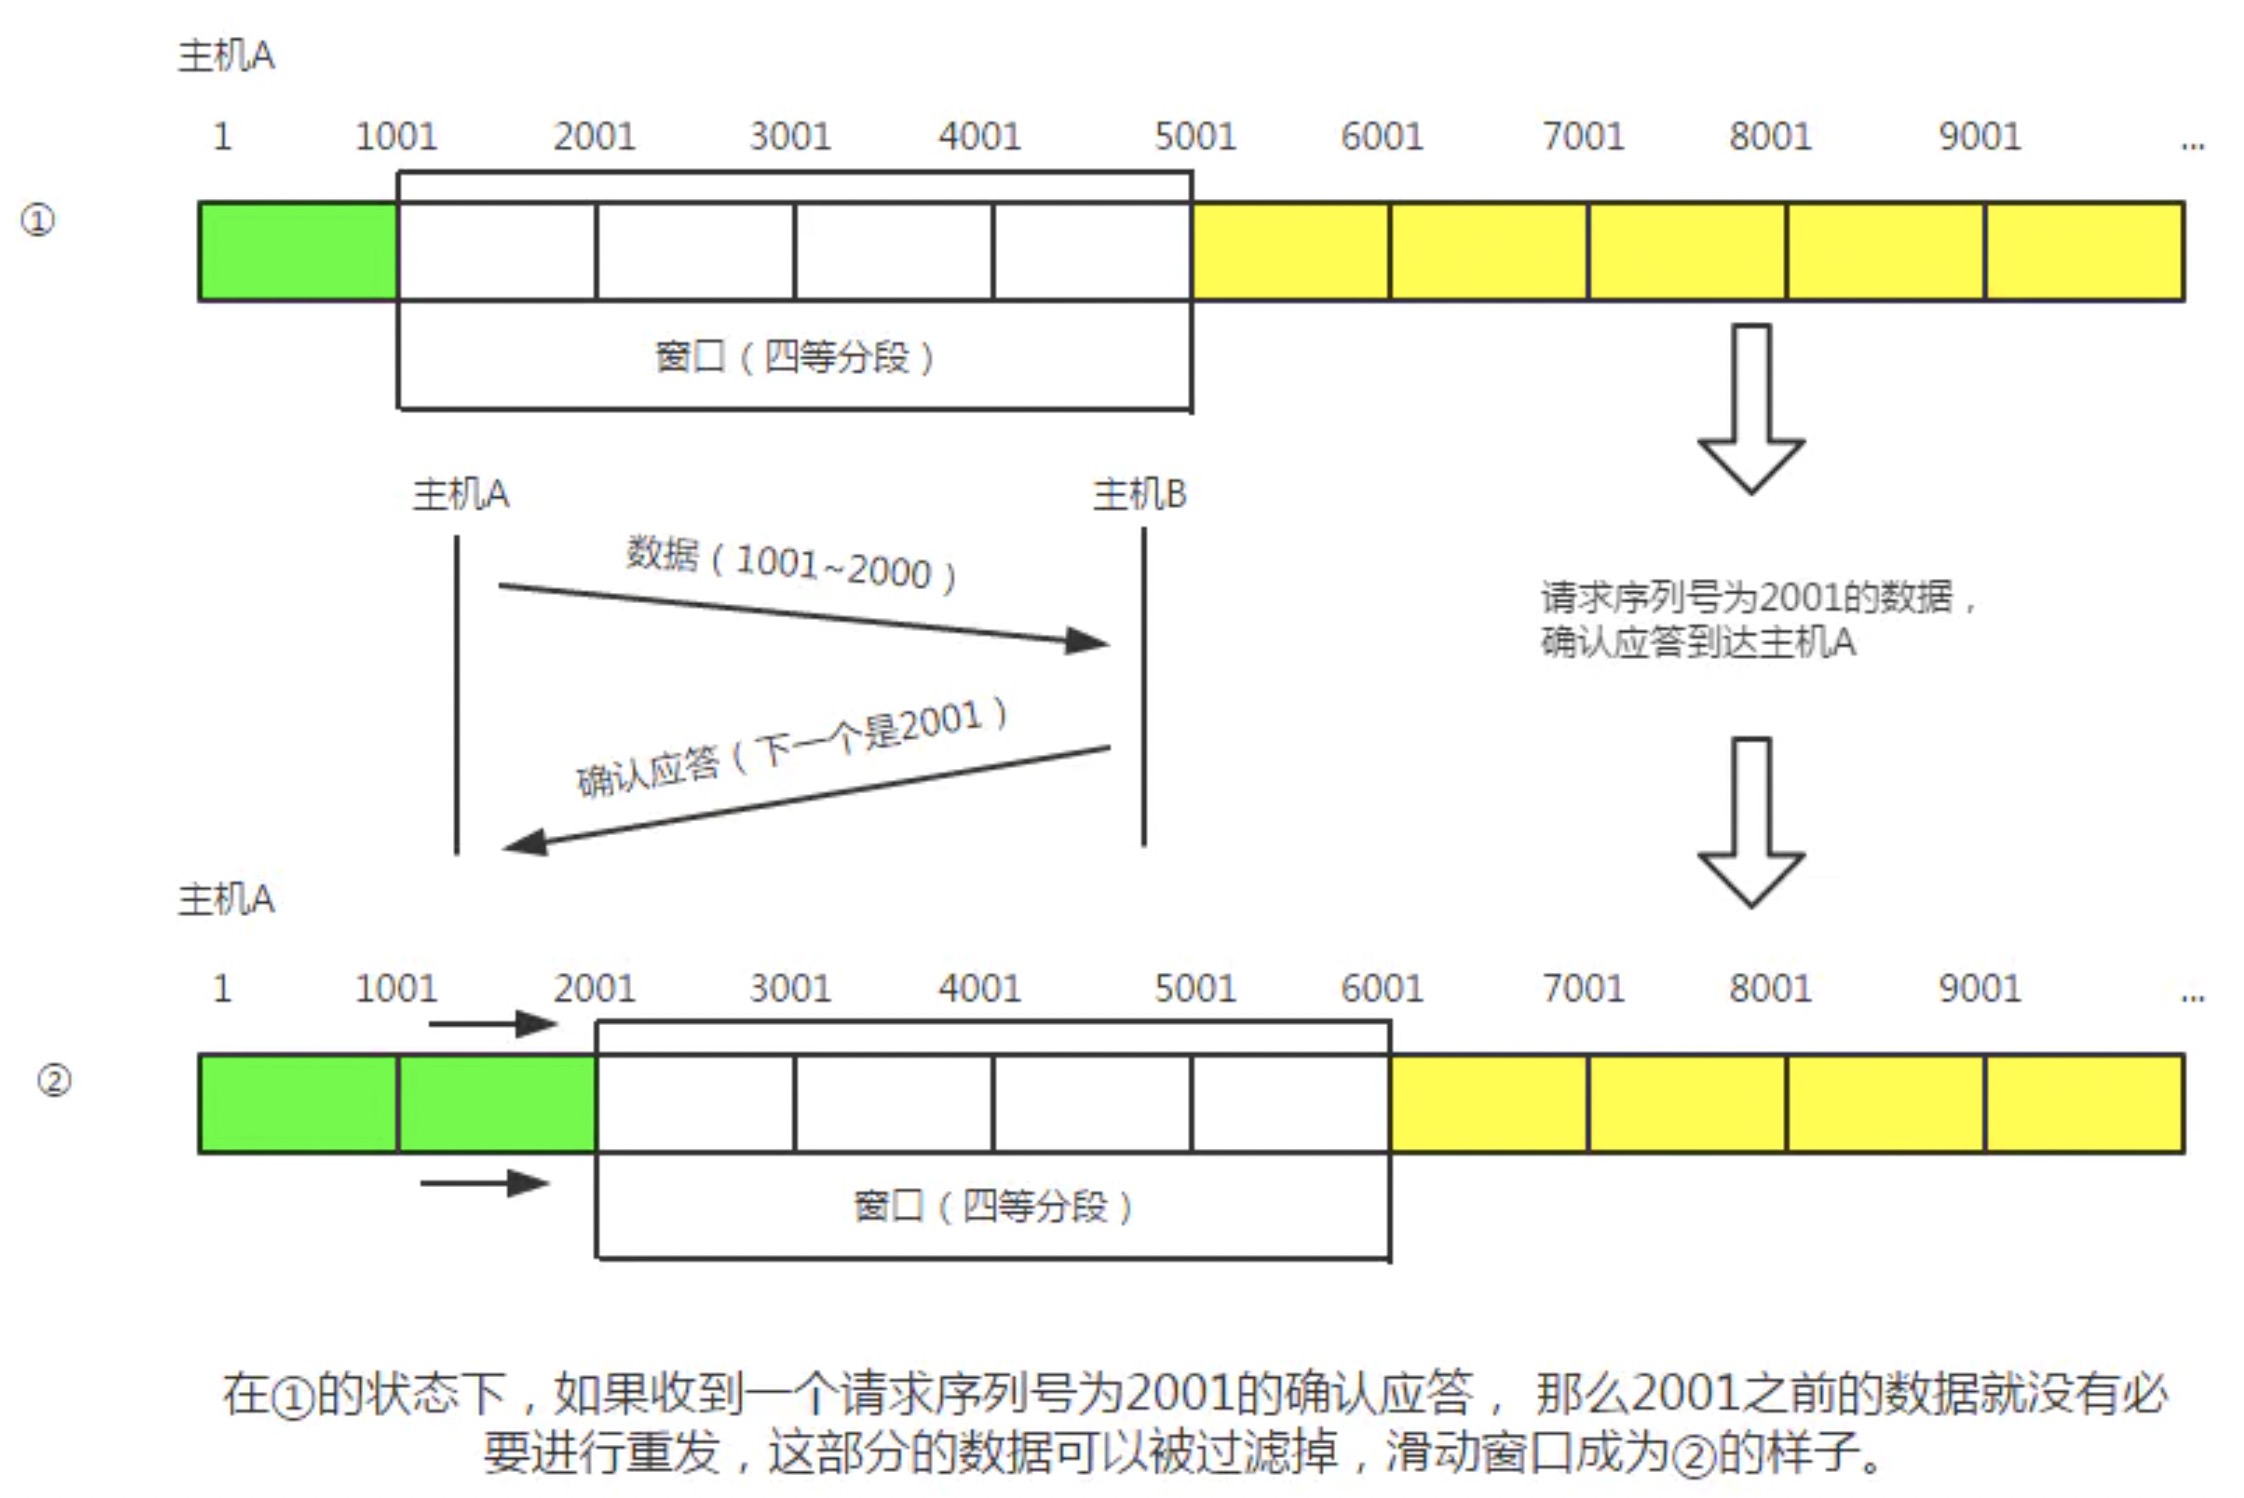 主机A
1 1001 2001 3001 4001 5001 6001 7001 8001 9001 ...
①
窗口（四等分段）
主机A 主机B
数据（1001~2000）
请求序列号为2001的数据，
确认应答到达主机A
确认应答（下一个是2001）
主机A
1 1001 2001 3001 4001 5001 6001 7001 8001 9001 ...
②
窗口（四等分段）
在①的状态下，如果收到一个请求序列号为2001的确认应答， 那么2001之前的数据就没有必
要进行重发，这部分的数据可以被过滤掉，滑动窗口成为②的样子。